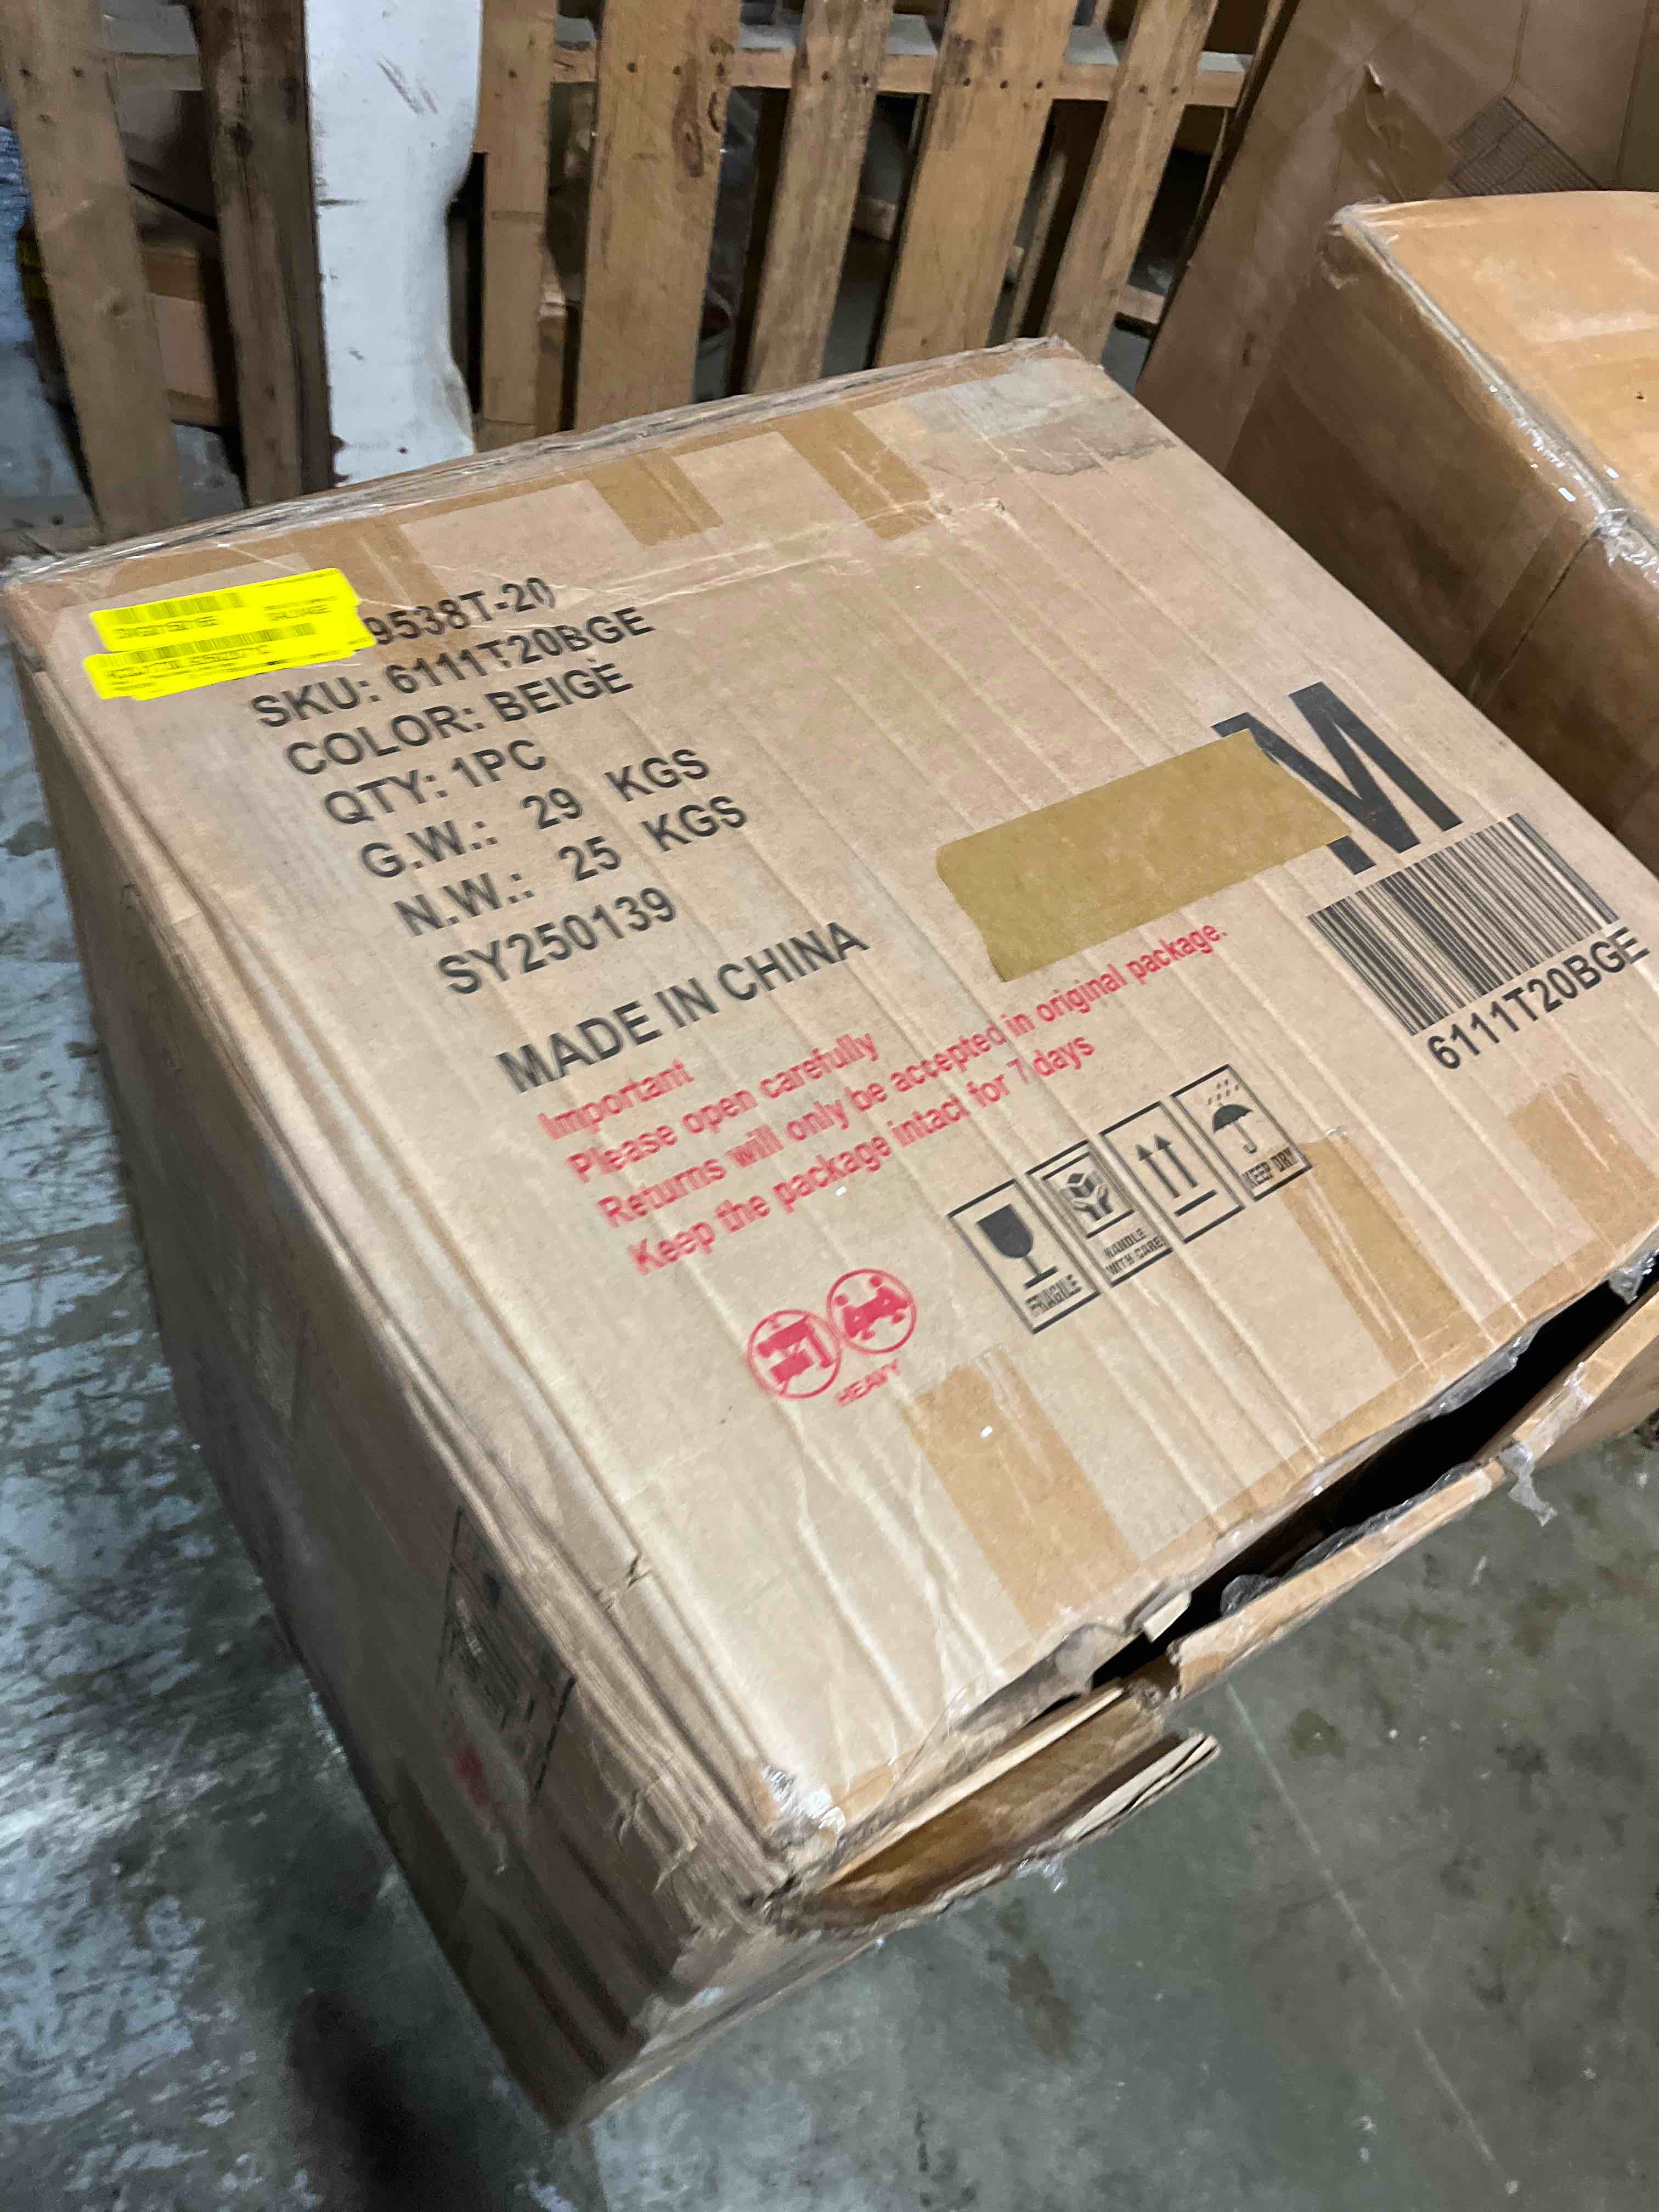 9538T-20
SKU: 6111T20BGE
COLOR: BEIGE
QTY: 1PC
G.W.: 29 KGS
N.W.: 25 KGS
SY250139
MADE IN CHINA
Important
Please open carefully
Returns will only be accepted in original package.
Keep the package intact for 7 days
HEAVY
FRAGILE
HANDLE
WITH CARE
KEEP DRY
M
6111T20BGE